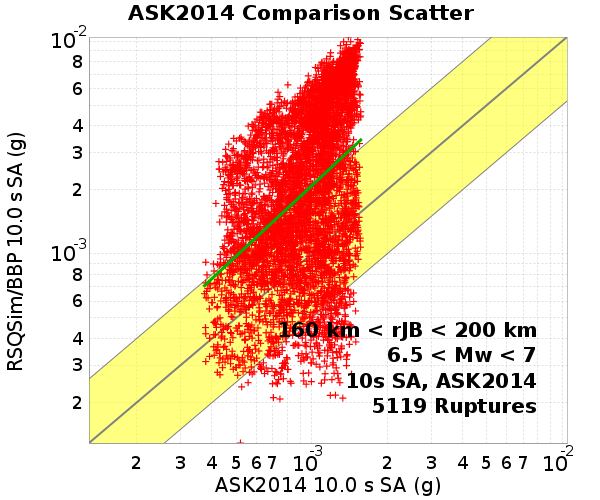 ASK2014 Comparison Scatter
10-2
8
6
4
3
2
10-3
8
6
4
3
2
RSQSim/BBP 10.0 s SA (g)
160 km < rJB < 200 km
6.5 < Mw < 7
10s SA, ASK2014
5119 Ruptures
2 3 4 5 6 7 10-3 2 3 4 5 6 7 10-2
ASK2014 10.0 s SA (g)